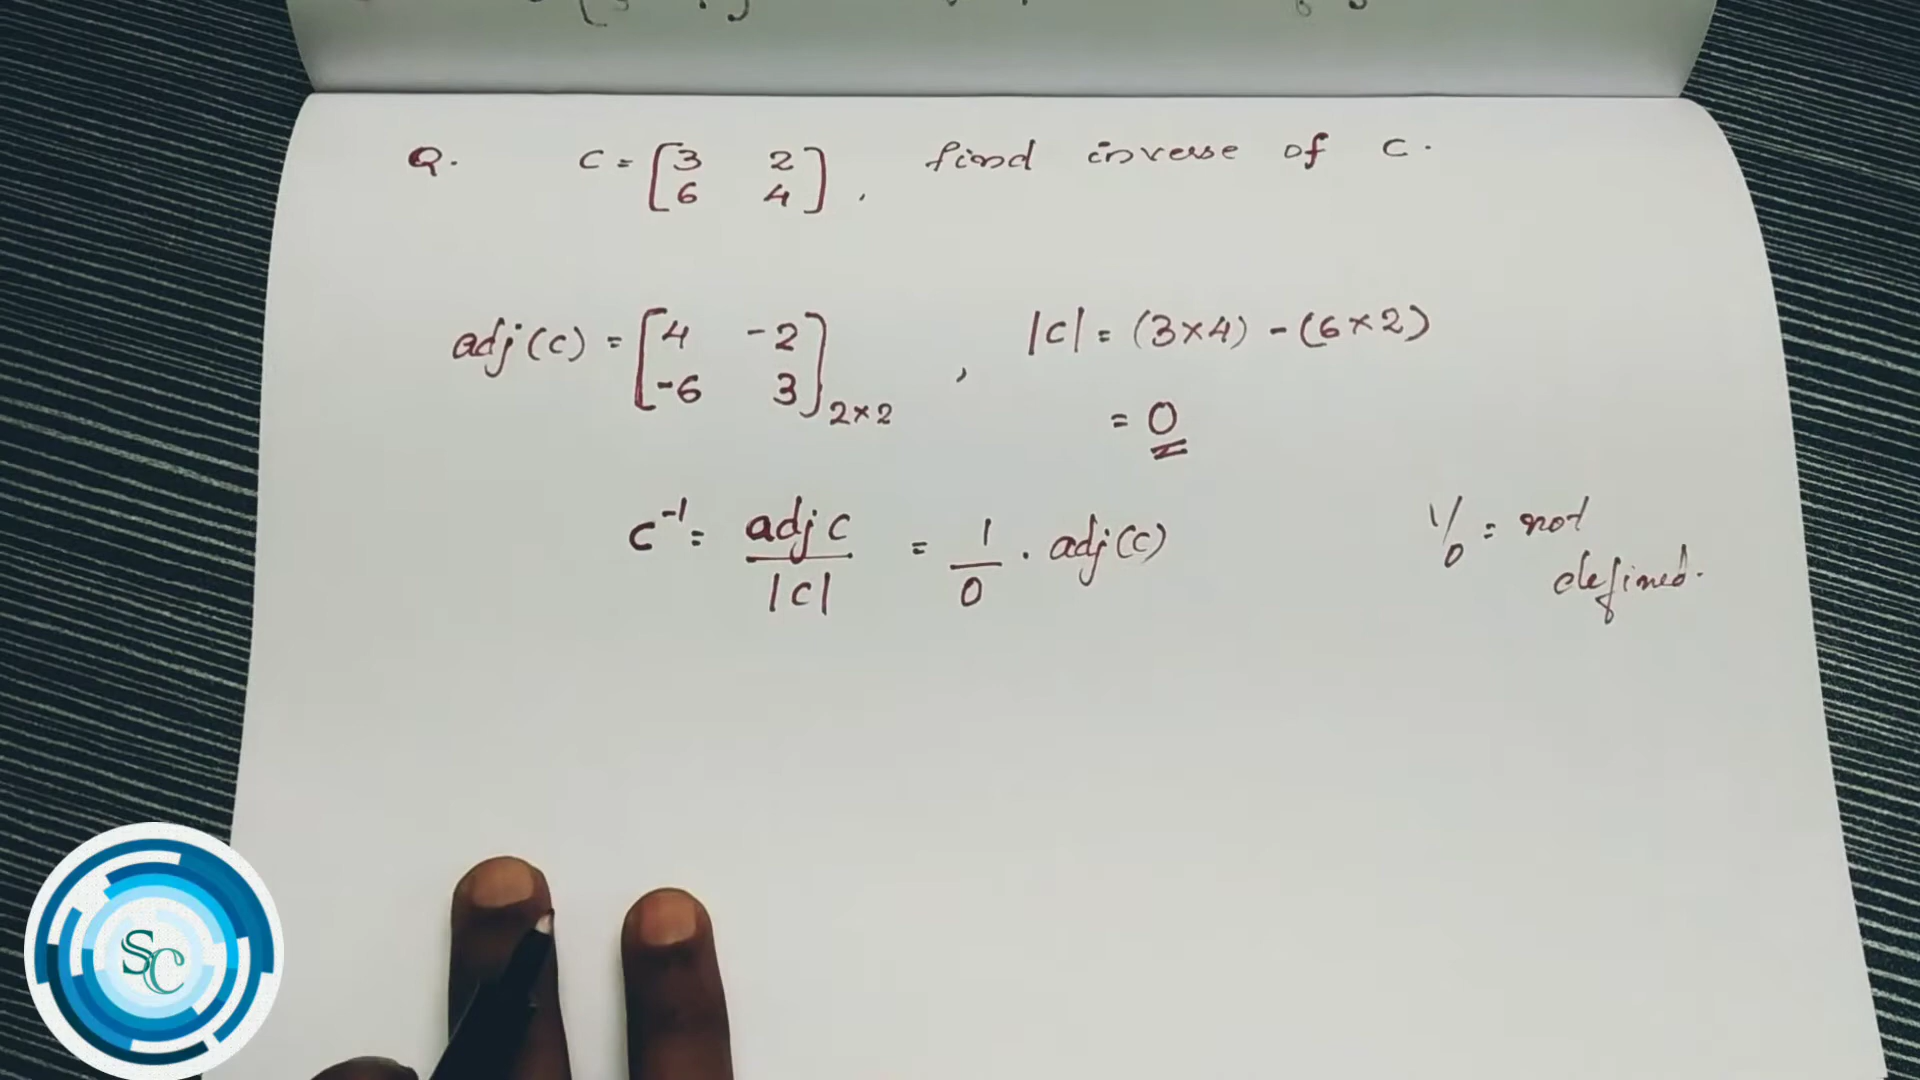 Q. C = [3 2
6 4], find inverse of C.
adj(C) = [4 -2
-6 3]2×2 , |C| = (3×4) - (6×2)
= 0
C⁻¹ = adj C / |C| = 1/0 . adj(C)
1/0 = not
defined.
SC